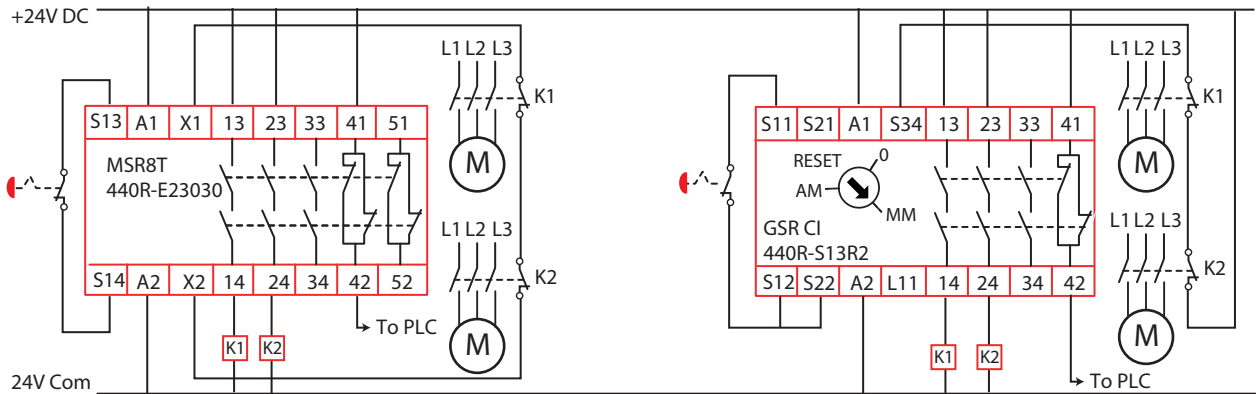 +24V DC
L1 L2 L3
K1
S13 A1 X1 13 23 33 41 51
MSR8T
440R-E23030
M
L1 L2 L3
K2
S14 A2 X2 14 24 34 42 52
To PLC
K1 K2
M
24V Com
L1 L2 L3
K1
S11 S21 A1 S34 13 23 33 41
RESET
0
AM
MM
M
GSR CI
440R-S13R2
L1 L2 L3
K2
S12 S22 A2 L11 14 24 34 42
K1 K2
M
To PLC